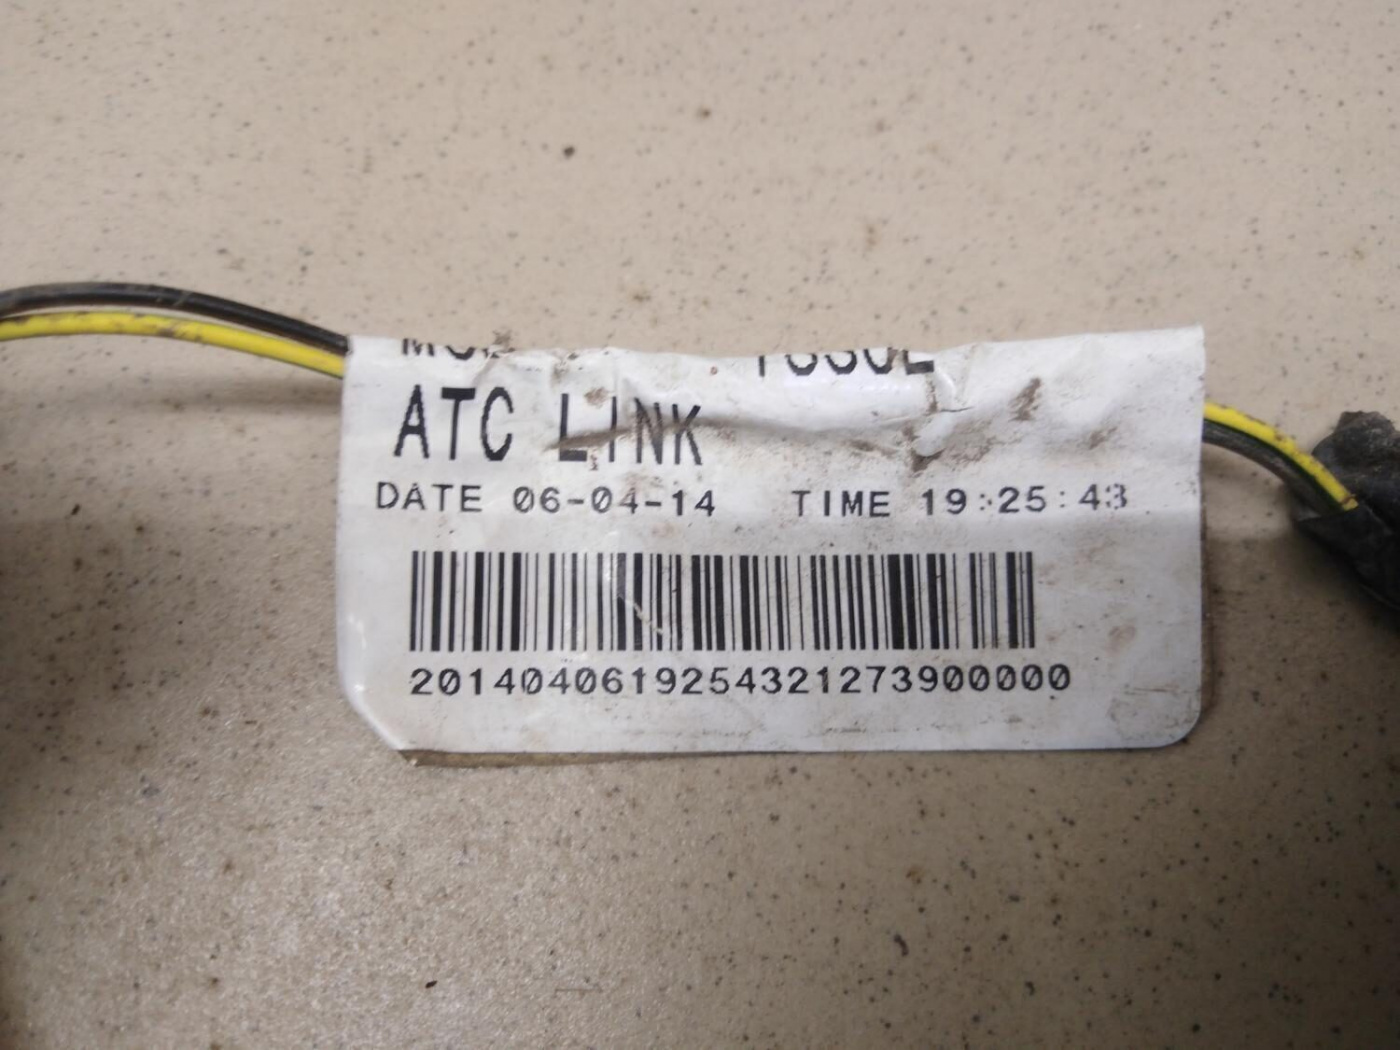 ATC LINK
DATE 06-04-14 TIME 19:25:43
2014040619254321273900000